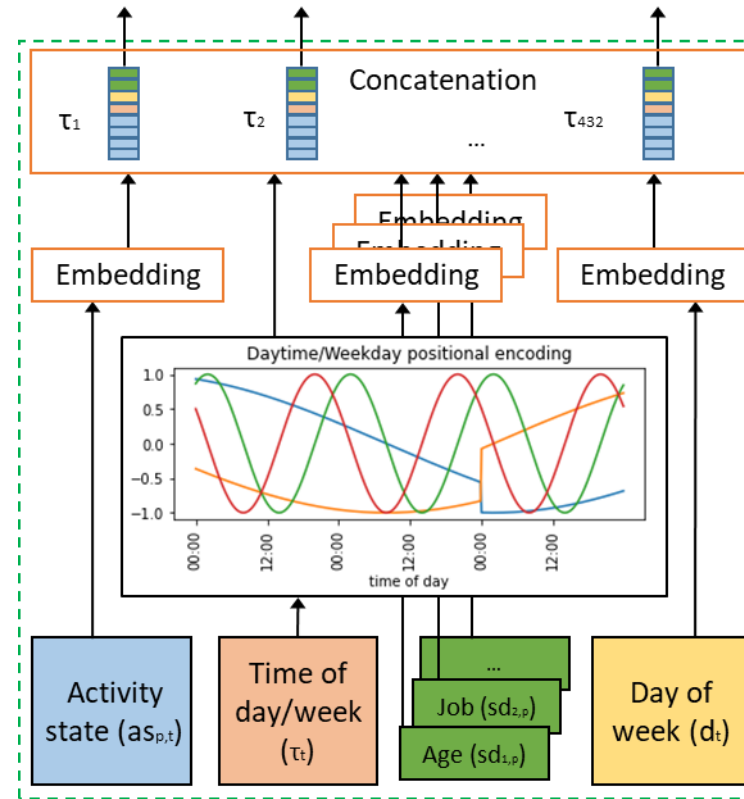 Concatenation
τ1
τ2
τ432
...
Embedding
Embedding
Embedding
Embedding
Embedding
Daytime/Weekday positional encoding
1.0
0.5
0.0
−0.5
−1.0
00:00
12:00
00:00
12:00
00:00
12:00
time of day
Activity
state (asp,t)
Time of
day/week
(τt)
...
Job (sd2,p)
Age (sd1,p)
Day of
week (dt)